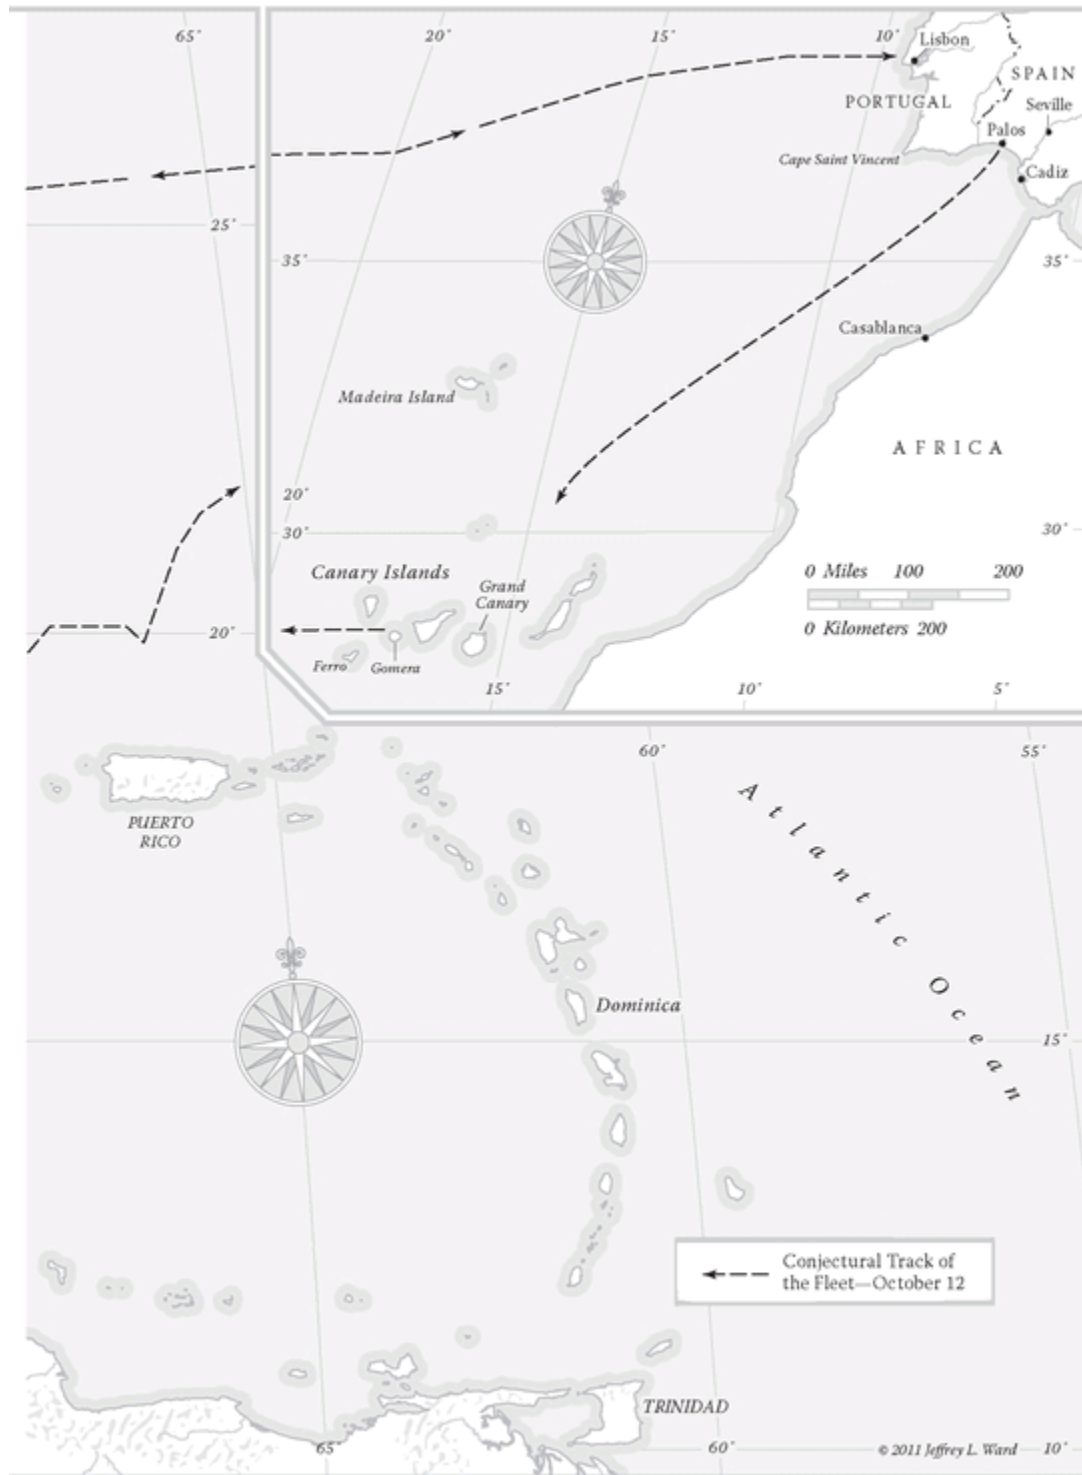 65°
20°
15°
10°
Lisbon
SPAIN
PORTUGAL
Seville
Palos
Cape Saint Vincent
Cadiz
25°
35°
35°
Casablanca
Madeira Island
AFRICA
20°
30°
30°
Canary Islands
Grand
Canary
0 Miles 100 200
0 Kilometers 200
20°
Ferro
Gomera
15°
10°
5°
60°
55°
Atlantic Ocean
PUERTO
RICO
Dominica
15°
Conjectural Track of
the Fleet—October 12
TRINIDAD
65°
60°
© 2011 Jeffrey L. Ward
10°